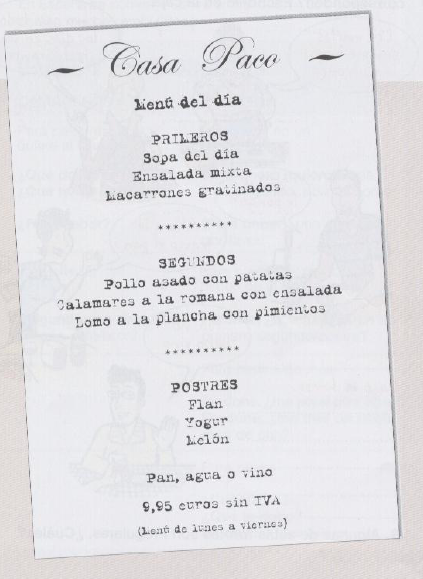 Casa Paco
Menú del día
PRIMEROS
Sopa del día
Ensalada mixta
Macarrones gratinados
**********
SEGUNDOS
Pollo asado con patatas
Calamares a la romana con ensalada
Lomo a la plancha con pimientos
**********
POSTRES
Flan
Yogur
Melón
Pan, agua o vino
9,95 euros sin IVA
(Menú de lunes a viernes)